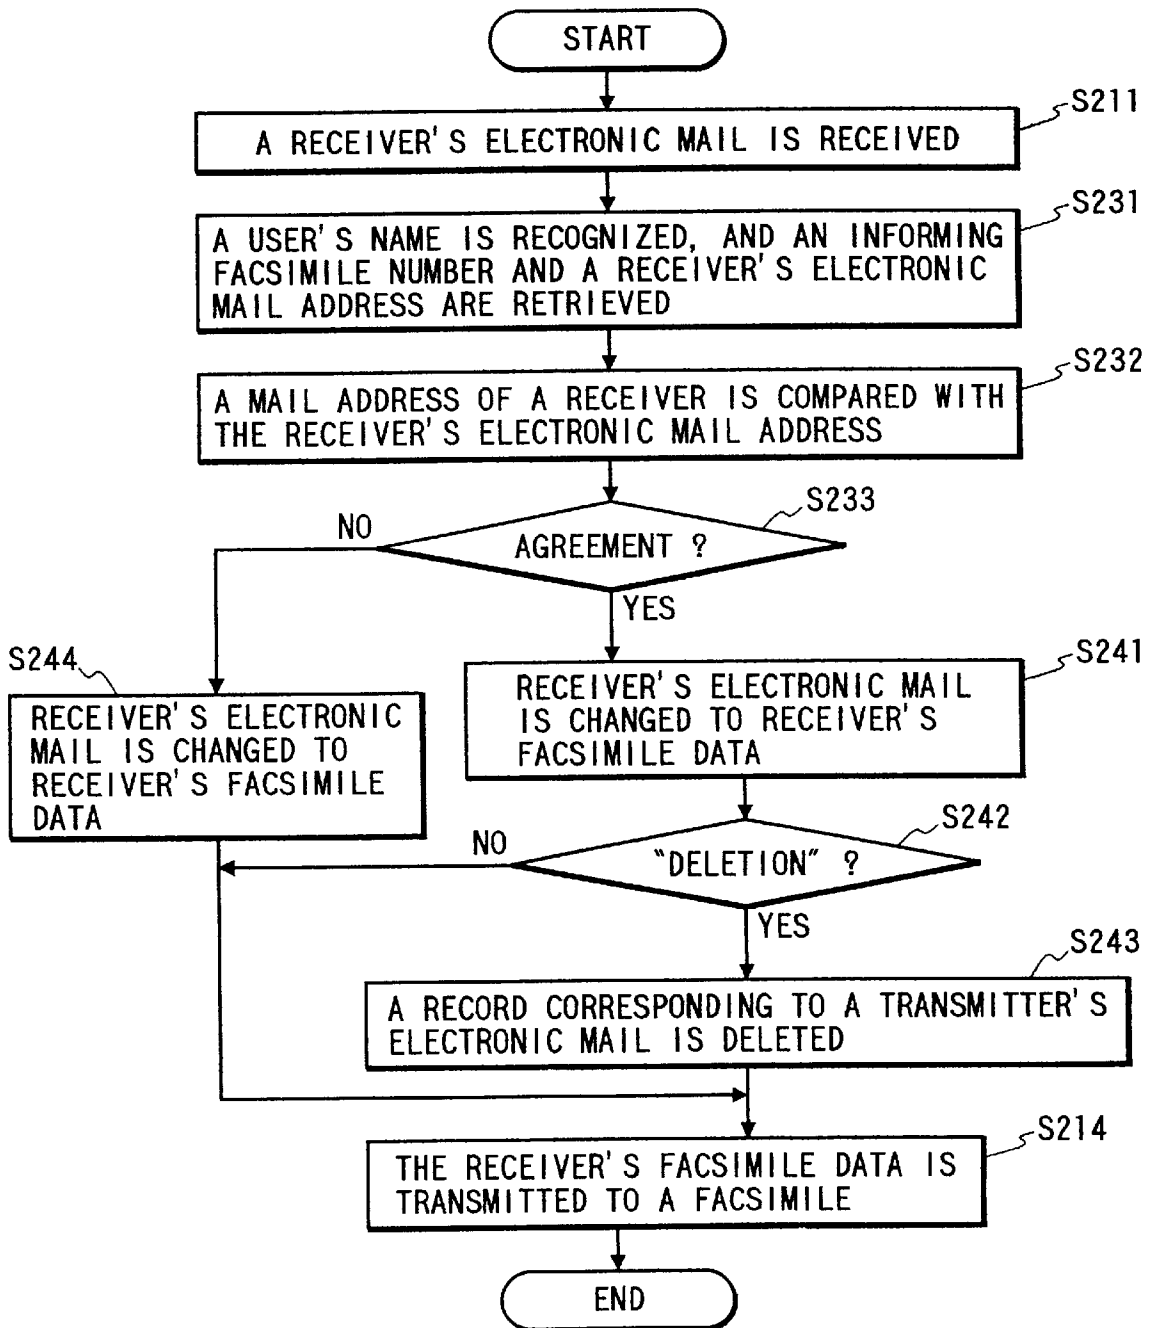 START
S211
A RECEIVER'S ELECTRONIC MAIL IS RECEIVED
S231
A USER'S NAME IS RECOGNIZED, AND AN INFORMING
FACSIMILE NUMBER AND A RECEIVER'S ELECTRONIC
MAIL ADDRESS ARE RETRIEVED
S232
A MAIL ADDRESS OF A RECEIVER IS COMPARED WITH
THE RECEIVER'S ELECTRONIC MAIL ADDRESS
S233
NO
AGREEMENT ?
YES
S244
RECEIVER'S ELECTRONIC
MAIL IS CHANGED TO
RECEIVER'S FACSIMILE
DATA
S241
RECEIVER'S ELECTRONIC MAIL
IS CHANGED TO RECEIVER'S
FACSIMILE DATA
S242
NO
"DELETION" ?
YES
S243
A RECORD CORRESPONDING TO A TRANSMITTER'S
ELECTRONIC MAIL IS DELETED
S214
THE RECEIVER'S FACSIMILE DATA IS
TRANSMITTED TO A FACSIMILE
END